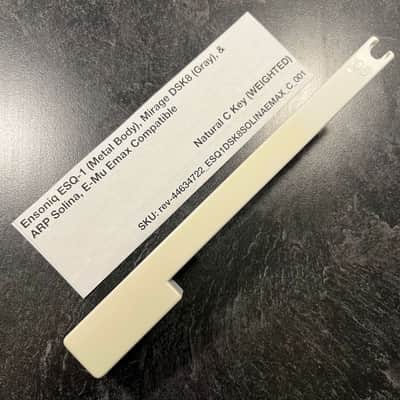 Ensoniq ESQ-1 (Metal Body), Mirage DSK8 (Gray), &
ARP Solina, E-Mu Emax Compatible
Natural C Key (WEIGHTED)
SKU: rev-44634722_ESQ1DSK8SOLINAEMAX_C_001